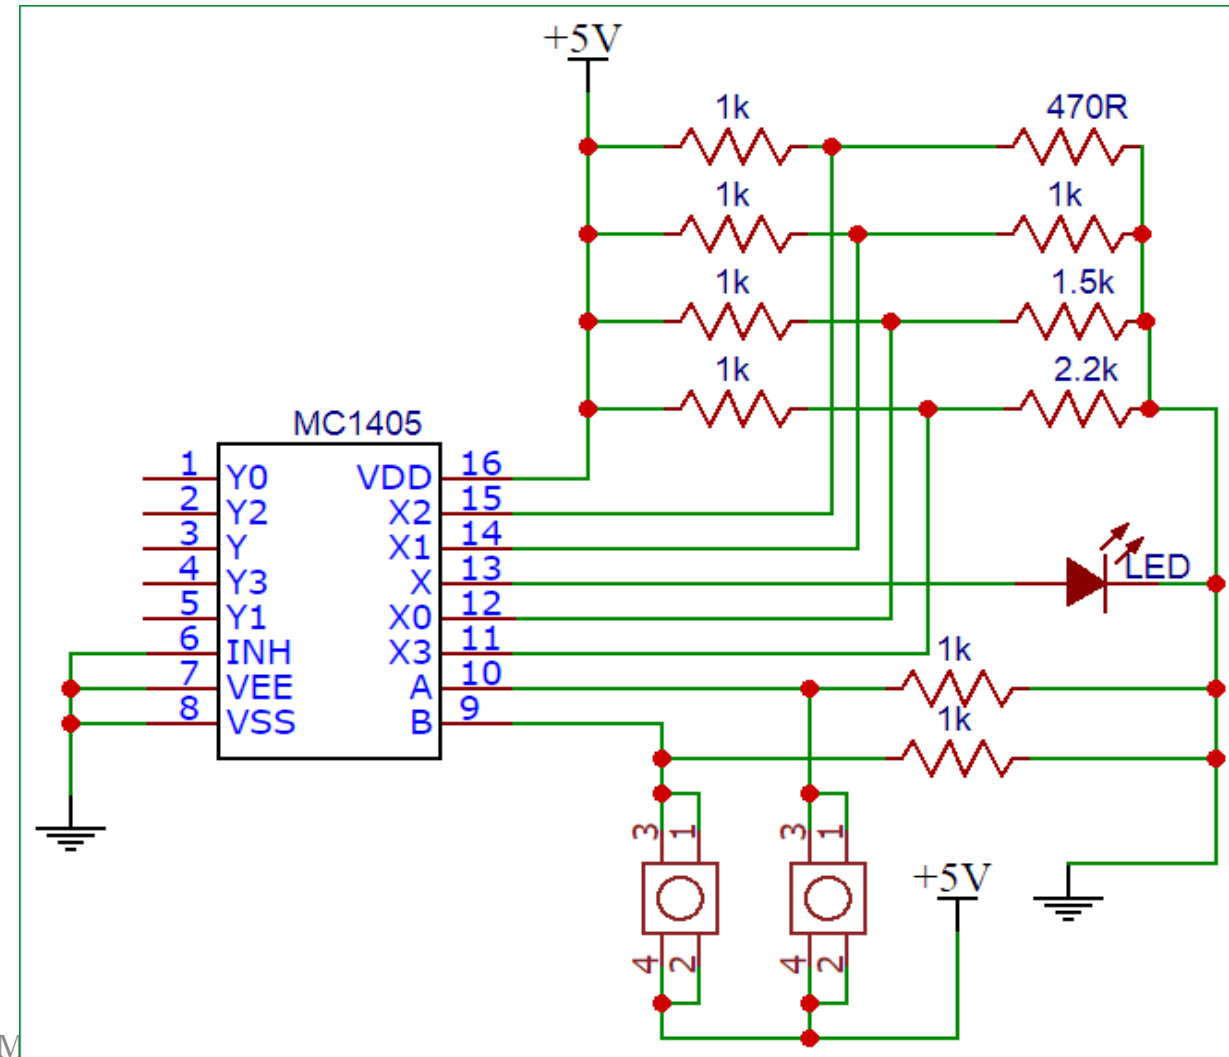 +5V
1k 470R
1k 1k
1k 1.5k
1k 2.2k
MC1405
1 Y0 VDD 16
2 Y2 X2 15
3 Y X1 14
4 Y3 X 13
LED
5 Y1 X0 12
6 INH X3 11
1k
7 VEE A 10
8 VSS B 9
1k
3 1 3 1
+5V
4 2 4 2
M